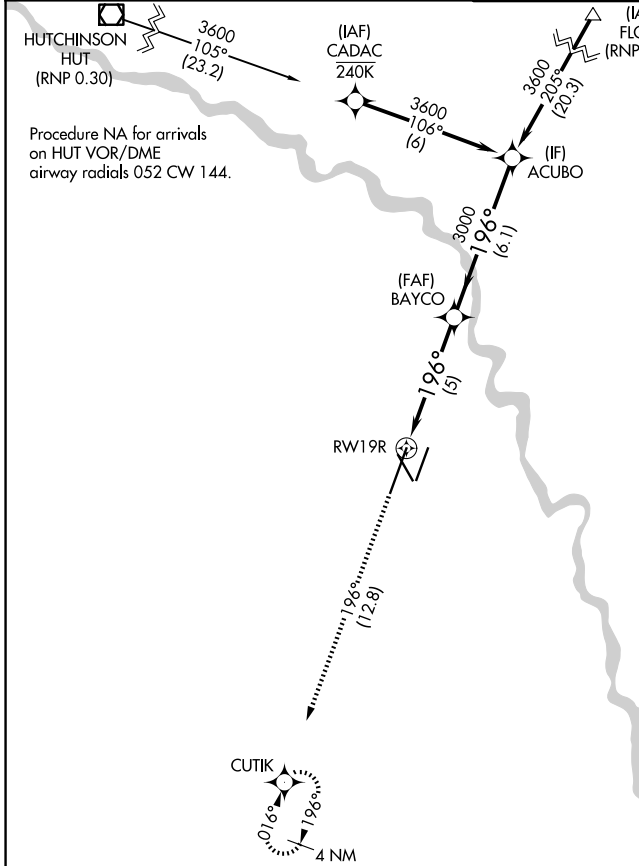 HUTCHINSON
HUT
(RNP 0.30)
3600
105°
(23.2)
(IAF)
CADAC
240K
3600
106°
(6)
3600
205°
(20.3)
(IF)
ACUBO
Procedure NA for arrivals
on HUT VOR/DME
airway radials 052 CW 144.
3000
196°
(6.1)
(FAF)
BAYCO
196°
(5)
RW19R
196°
(12.8)
CUTIK
016°
196°
4 NM